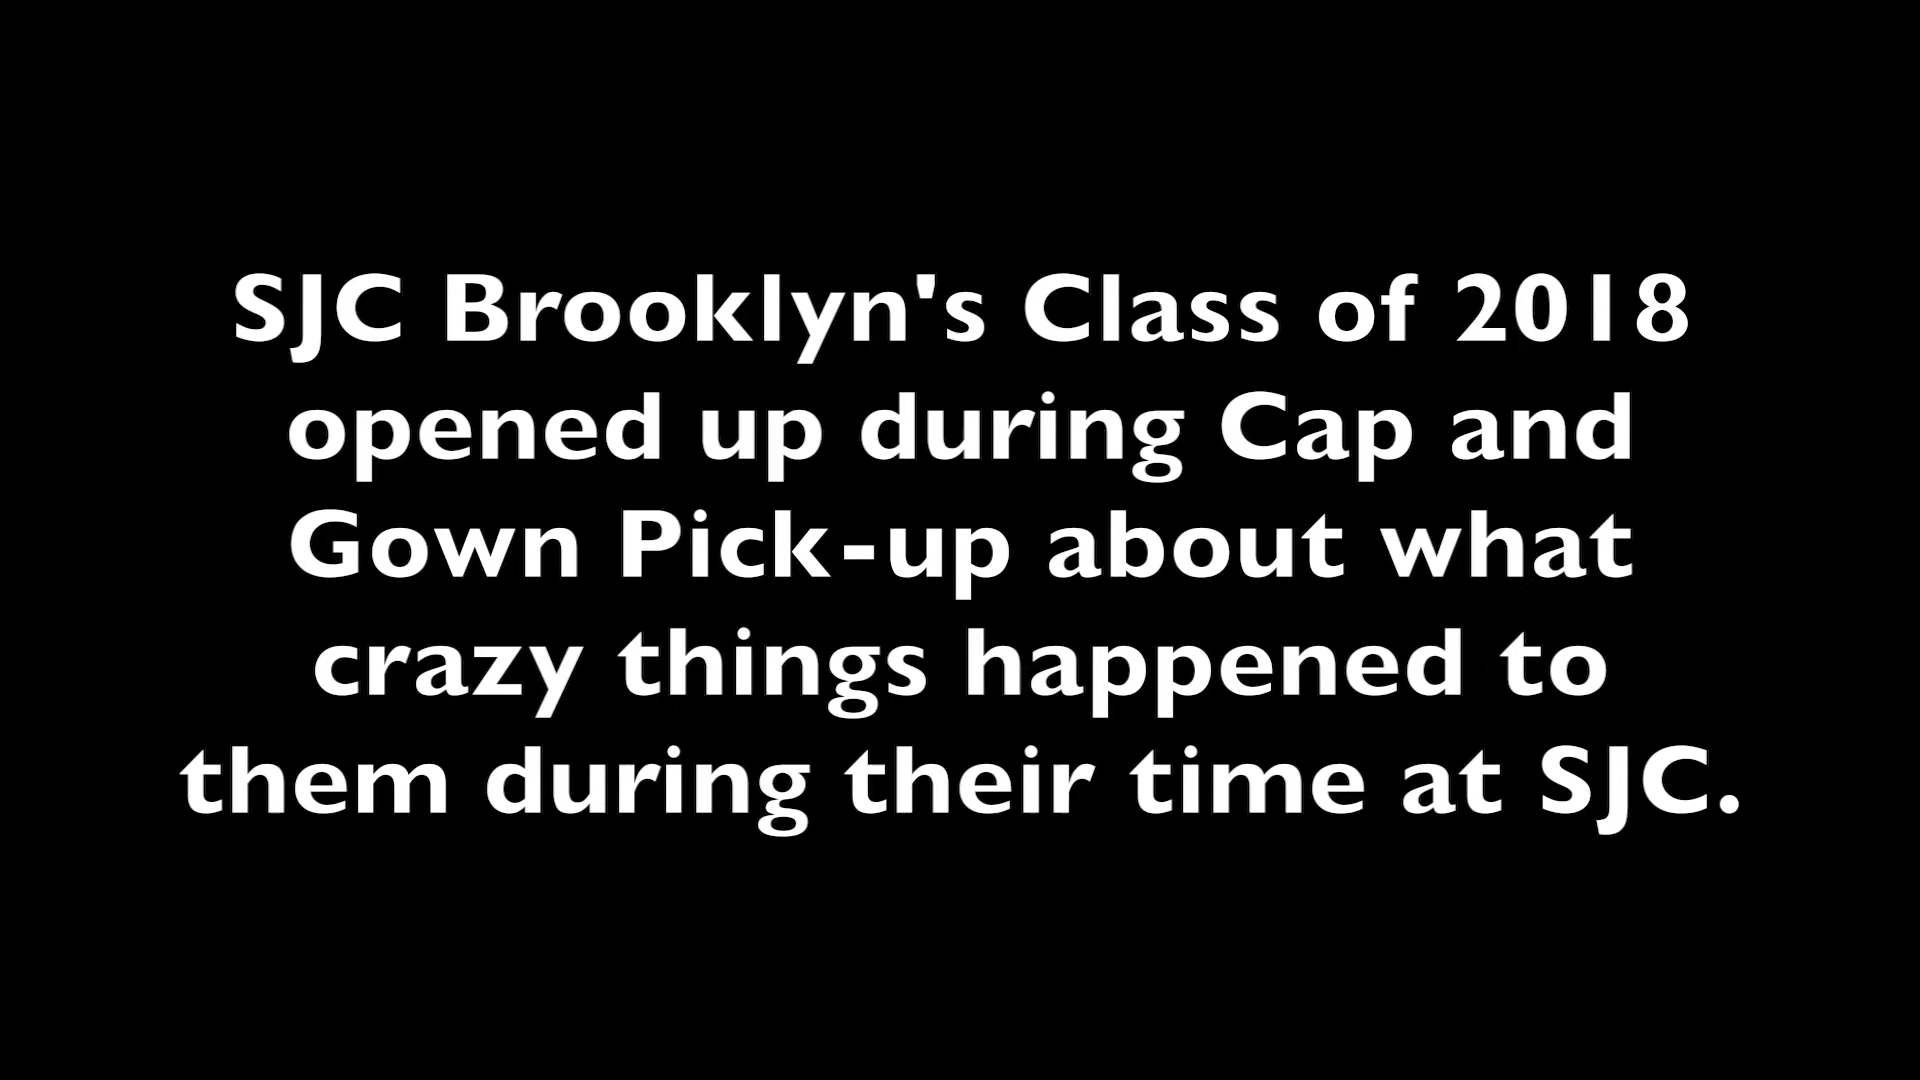 SJC Brooklyn's Class of 2018
opened up during Cap and
Gown Pick-up about what
crazy things happened to
them during their time at SJC.